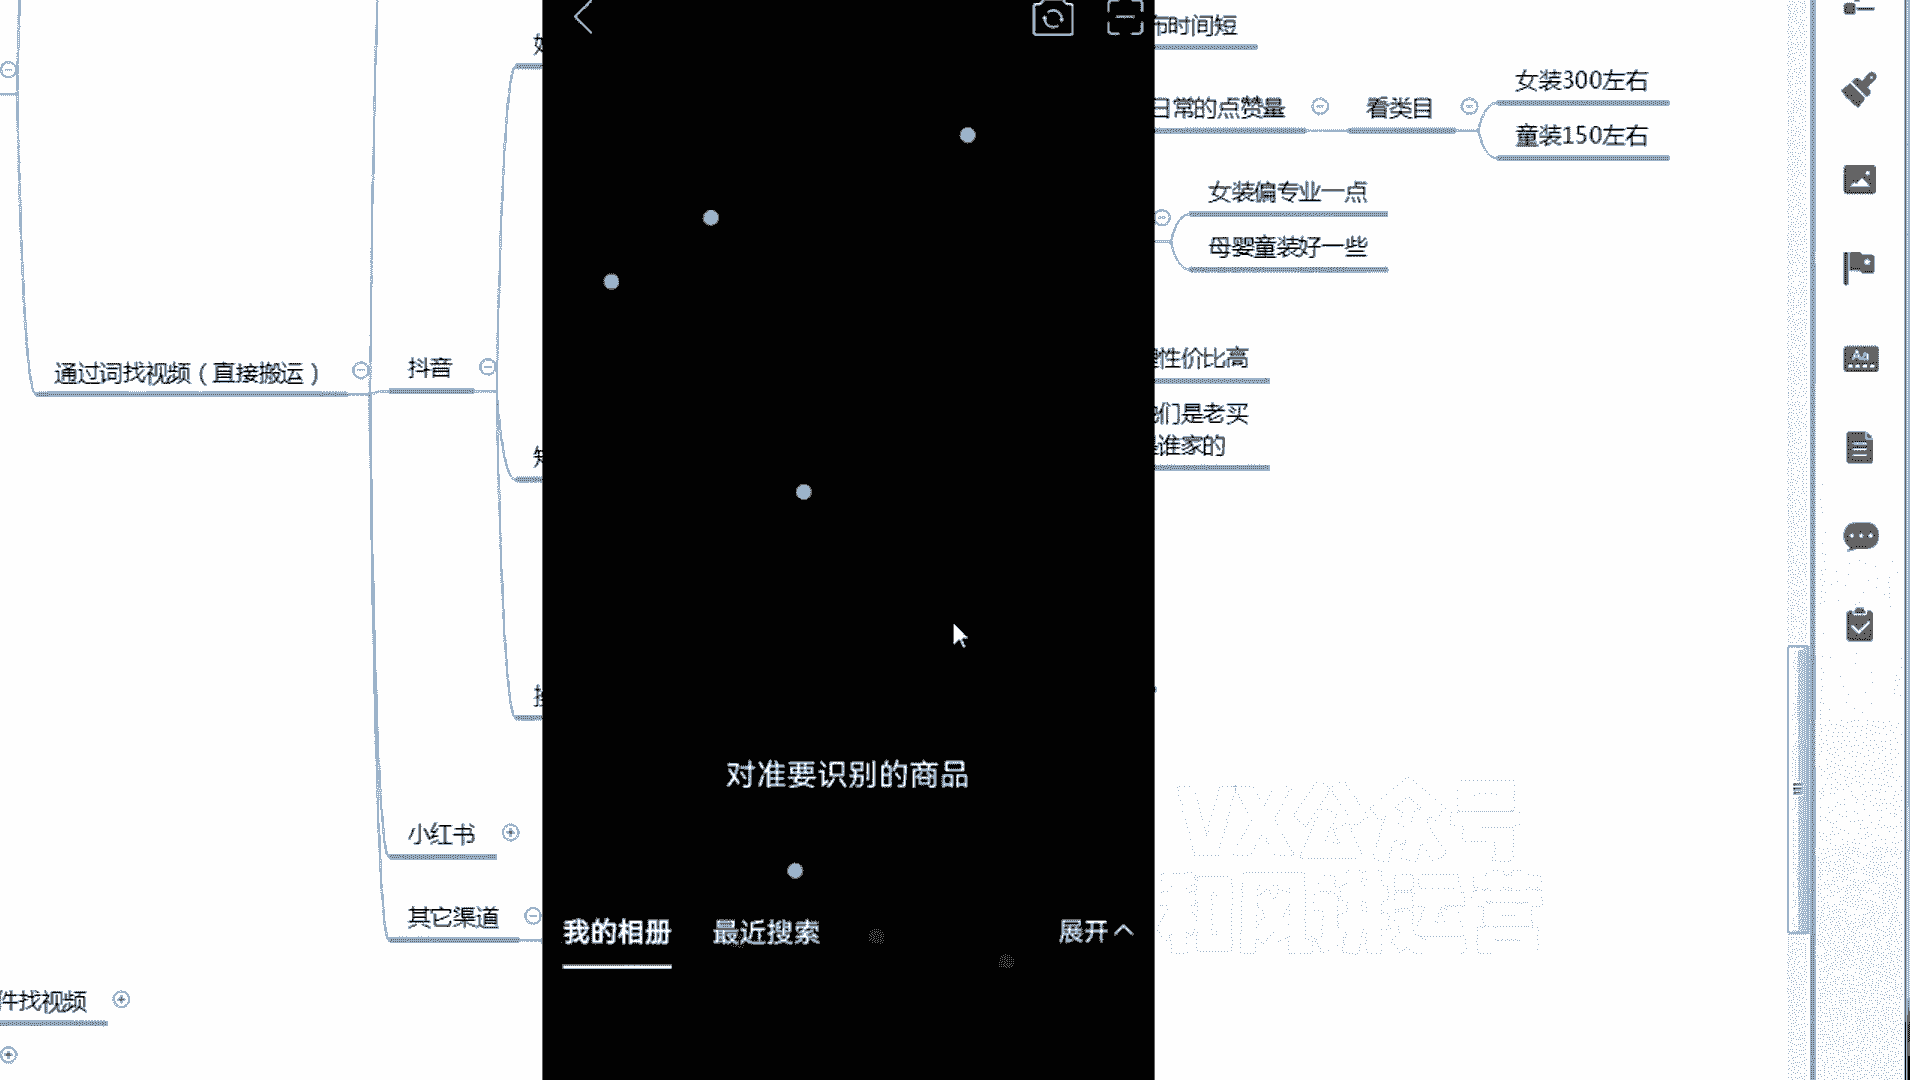 布时间短
日常的点赞量
看类目
女装300左右
童装150左右
女装偏专业一点
母婴童装好一些
性价比高
们是老买
谁家的
通过词找视频（直接搬运）
抖音
小红书
其它渠道
件找视频
对准要识别的商品
我的相册
最近搜索
展开
VX公众号
和风讲运营